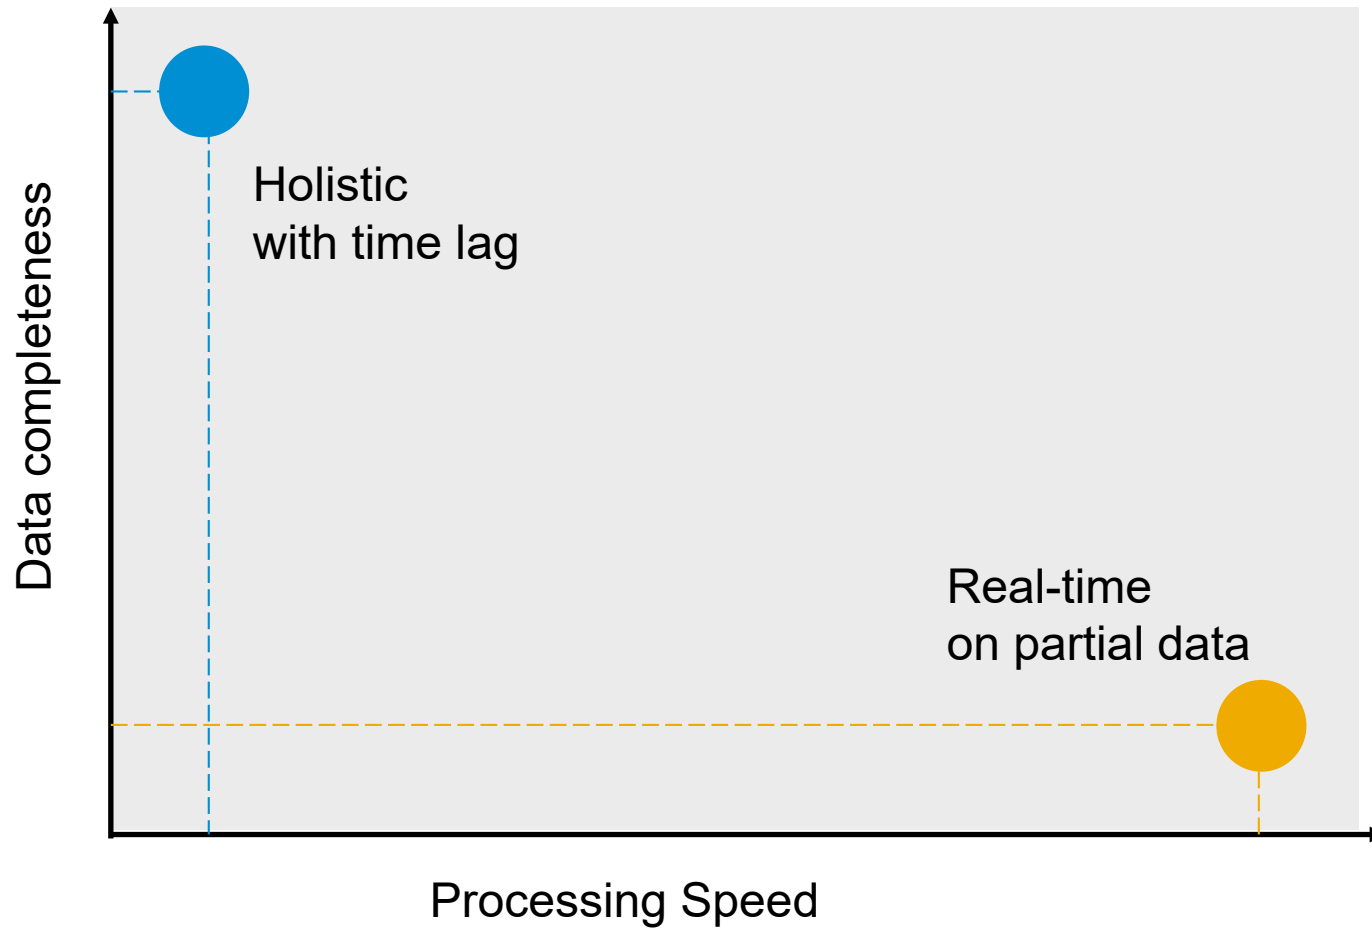 Data completeness
Holistic
with time lag
Real-time
on partial data
Processing Speed